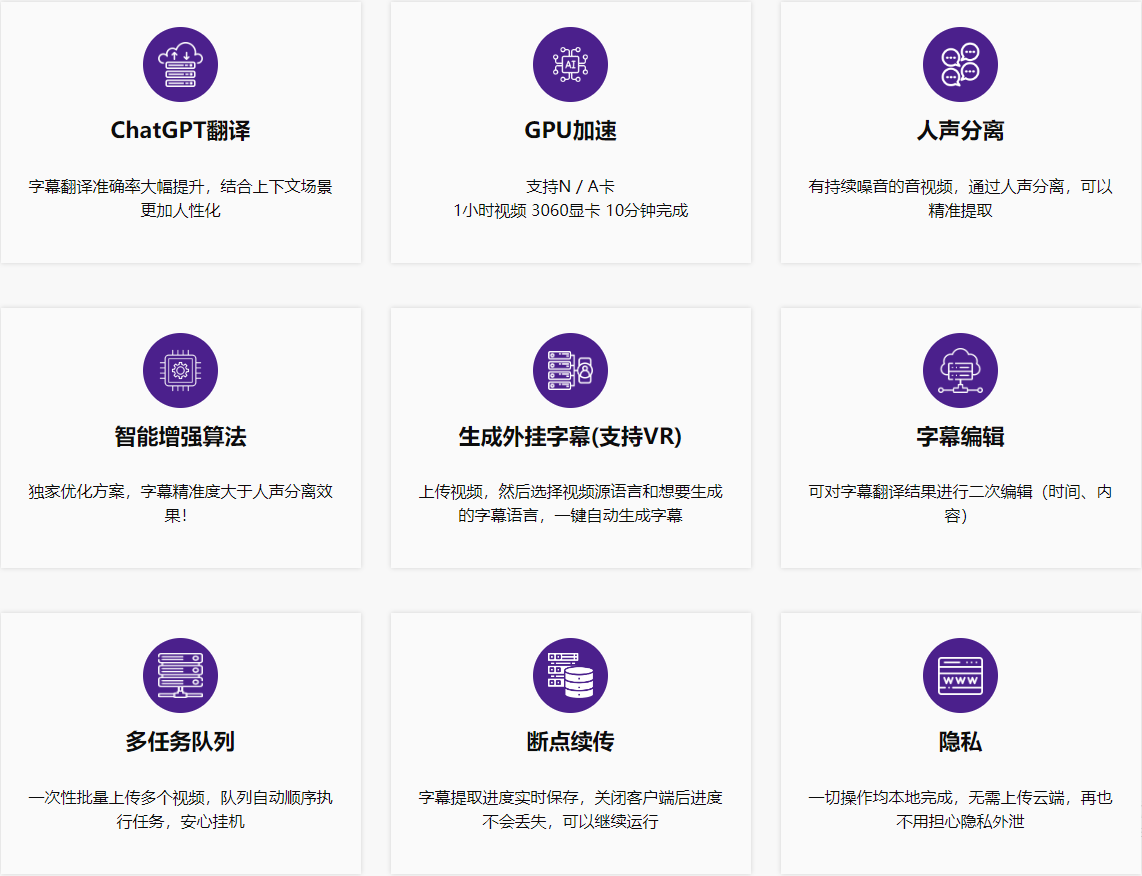 ChatGPT翻译
字幕翻译准确率大幅提升，结合上下文场景
更加人性化
AI
GPU加速
支持N / A卡
1小时视频 3060显卡 10分钟完成
人声分离
有持续噪音的音视频，通过人声分离，可以
精准提取
智能增强算法
独家优化方案，字幕精准度大于人声分离效
果！
生成外挂字幕(支持VR)
上传视频，然后选择视频源语言和想要生成
的字幕语言，一键自动生成字幕
字幕编辑
可对字幕翻译结果进行二次编辑（时间、内
容）
多任务队列
一次性批量上传多个视频，队列自动顺序执
行任务，安心挂机
断点续传
字幕提取进度实时保存，关闭客户端后进度
不会丢失，可以继续运行
WWW
隐私
一切操作均本地完成，无需上传云端，再也
不用担心隐私外泄